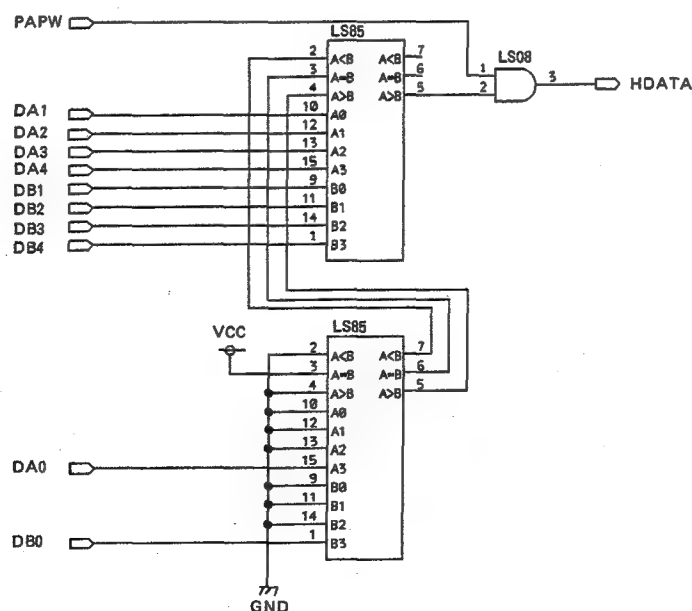 PAPW
LS85
2 A<B A<B 7
3 A=B A=B 6
4 A>B A>B 5
LS08
1
2
3 HDATA
DA1 10 A0
DA2 12 A1
DA3 13 A2
DA4 15 A3
DB1 9 B0
DB2 11 B1
DB3 14 B2
DB4 1 B3
VCC
LS85
2 A<B A<B 7
3 A=B A=B 6
4 A>B A>B 5
10 A0
12 A1
13 A2
DA0 15 A3
9 B0
11 B1
14 B2
DB0 1 B3
GND